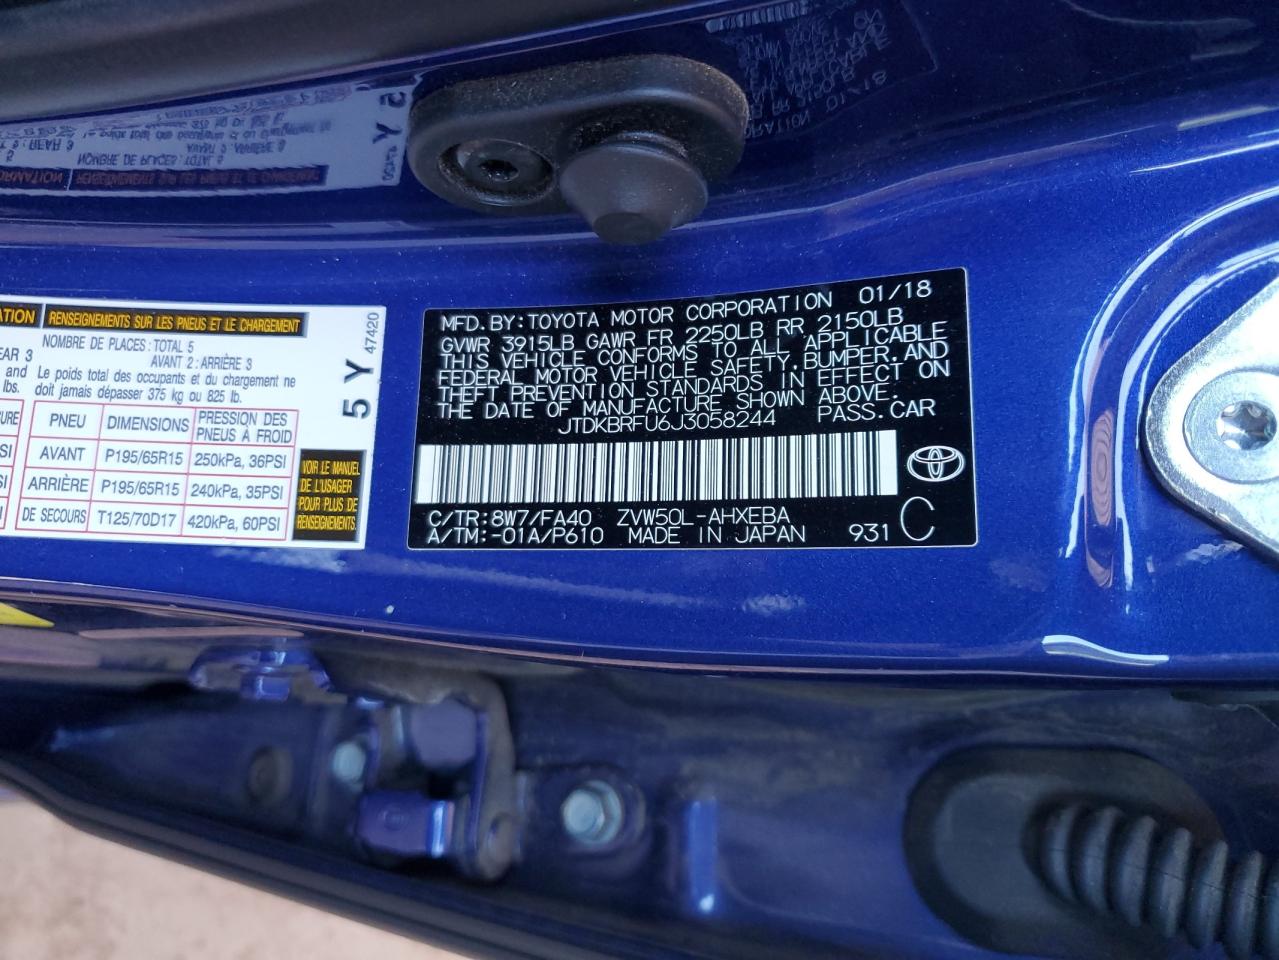 ATION
RENSEIGNEMENTS SUR LES PNEUS ET LE CHARGEMENT
NOMBRE DE PLACES: TOTAL 5
EAR 3
AVANT 2: ARRIÈRE 3
and
lbs.
Le poids total des occupants et du chargement ne
doit jamais dépasser 375 kg ou 825 lb.
PNEU DIMENSIONS PRESSION DES PNEUS À FROID
AVANT P195/65R15 250kPa, 36PSI
ARRIÈRE P195/65R15 240kPa, 35PSI
DE SECOURS T125/70D17 420kPa, 60PSI
VOIR LE MANUEL
DE L'USAGER
POUR PLUS DE
RENSEIGNEMENTS
5 Y
47420
MFD.BY:TOYOTA MOTOR CORPORATION 01/18
GVWR 3915LB GAWR FR 2250LB RR 2150LB
THIS VEHICLE CONFORMS TO ALL APPLICABLE
FEDERAL MOTOR VEHICLE SAFETY,BUMPER,AND
THEFT PREVENTION STANDARDS IN EFFECT ON
THE DATE OF MANUFACTURE SHOWN ABOVE.
JTDKBRFU6J3058244 PASS.CAR
C/TR:8W7/FA40 ZVW50L-AHXEBA
A/TM:-01A/P610 MADE IN JAPAN 931 C